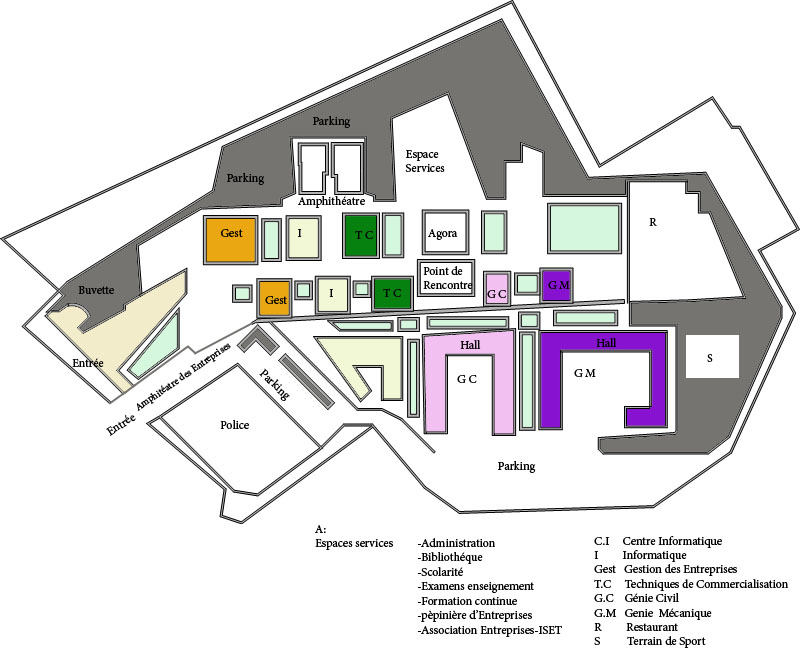 Parking
Espace
Services
Parking
Amphithéatre
R
Gest
I
T C
Agora
Point de
Rencontre
Buvette
Gest
I
T C
G C
G M
Entrée
Entrée Amphitéatre des Entreprises
Parking
Hall
G C
Hall
G M
S
Police
Parking
A:
Espaces services
-Administration
-Bibliothéque
-Scolarité
-Examens enseignement
-Formation continue
-pèpinière d'Entreprises
-Association Entreprises-ISET
C.I Centre Informatique
I Informatique
Gest Gestion des Entreprises
T.C Techniques de Commercialisation
G.C Génie Civil
G.M Genie Mécanique
R Restaurant
S Terrain de Sport